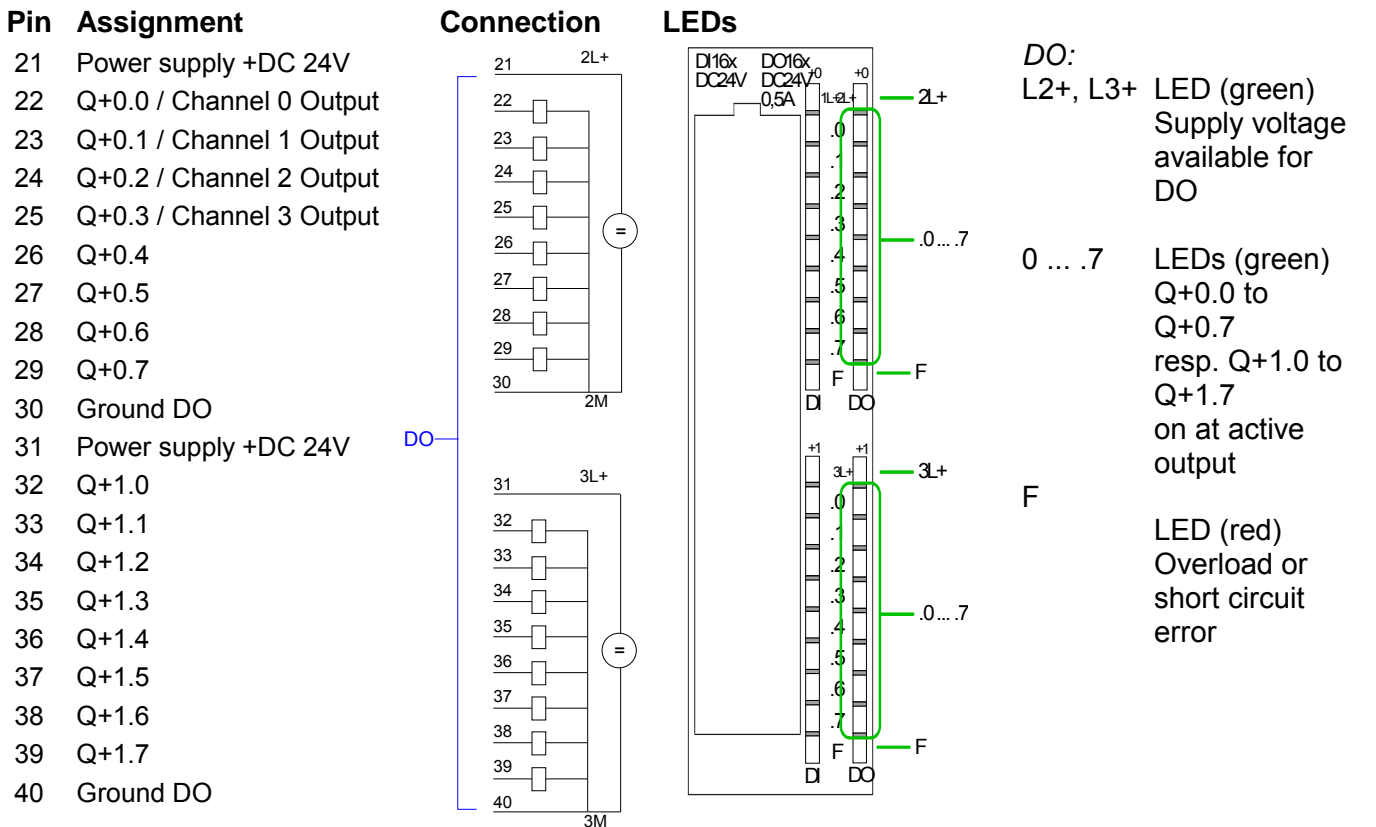 Pin Assignment Connection LEDs
21 Power supply +DC 24V
22 Q+0.0 / Channel 0 Output
23 Q+0.1 / Channel 1 Output
24 Q+0.2 / Channel 2 Output
25 Q+0.3 / Channel 3 Output
26 Q+0.4
27 Q+0.5
28 Q+0.6
29 Q+0.7
30 Ground DO
31 Power supply +DC 24V
32 Q+1.0
33 Q+1.1
34 Q+1.2
35 Q+1.3
36 Q+1.4
37 Q+1.5
38 Q+1.6
39 Q+1.7
40 Ground DO
DO
21 2L+
22
23
24
25
26
27
28
29
30
2M
=
31 3L+
32
33
34
35
36
37
38
39
40
3M
=
DI16x DO16x
DC24V DC24V
0,5A
+0 +0
1L+ 2L+
.0
.1
.2
.3
.4
.5
.6
.7
F
DI DO
2L+
.0... .7
F
+1 +1
3L+
.0
.1
.2
.3
.4
.5
.6
.7
F
DI DO
3L+
.0... .7
F
DO:
L2+, L3+ LED (green)
Supply voltage
available for
DO
0 ... .7 LEDs (green)
Q+0.0 to
Q+0.7
resp. Q+1.0 to
Q+1.7
on at active
output
F
LED (red)
Overload or
short circuit
error